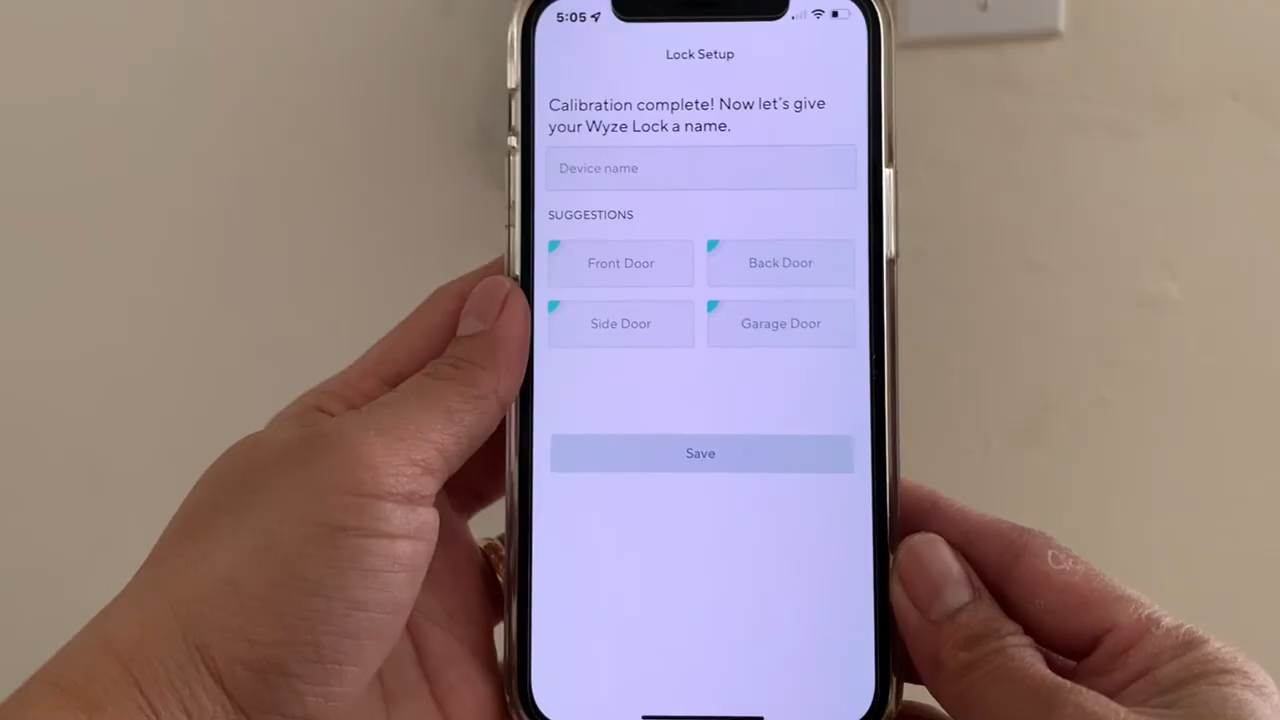 5:05
Lock Setup
Calibration complete! Now let's give
your Wyze Lock a name.
Device name
SUGGESTIONS
Front Door
Back Door
Side Door
Garage Door
Save